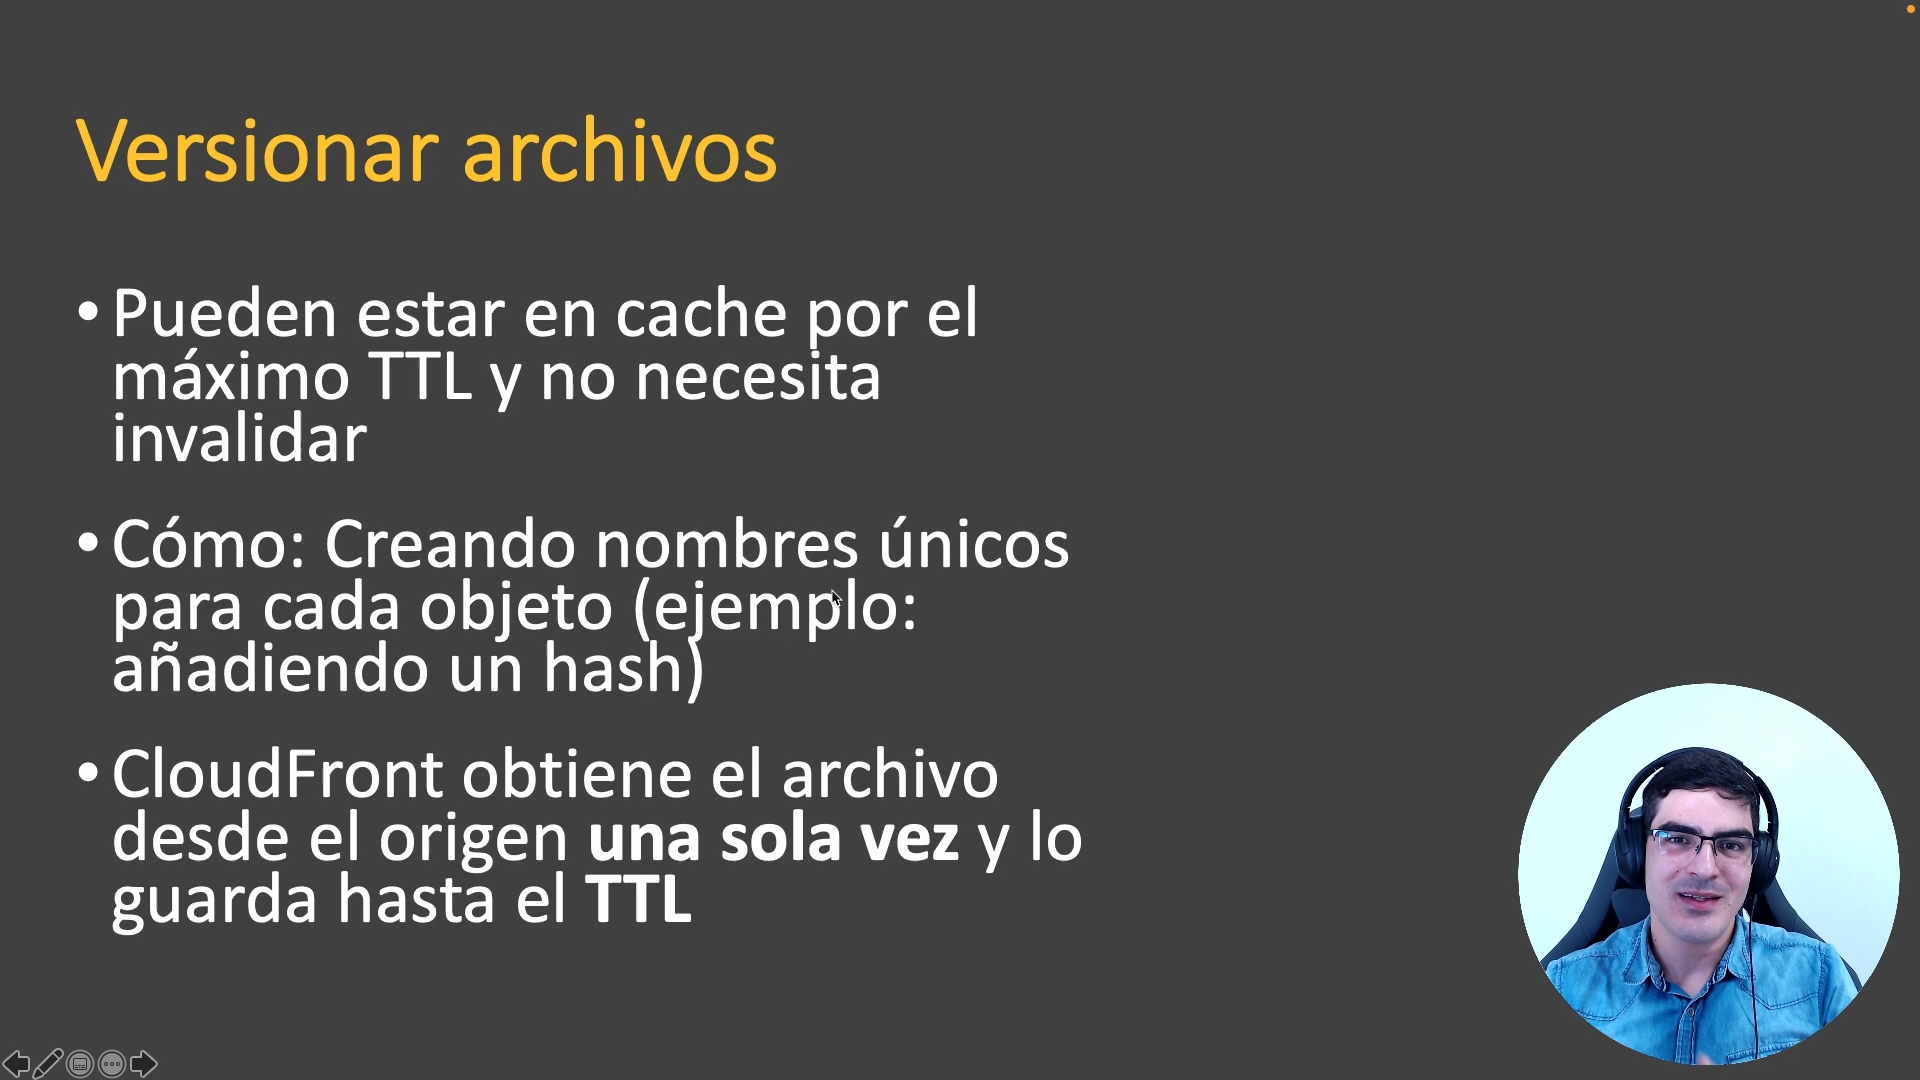 Versionar archivos
• Pueden estar en cache por el
máximo TTL y no necesita
invalidar
• Cómo: Creando nombres únicos
para cada objeto (ejemplo:
añadiendo un hash)
• CloudFront obtiene el archivo
desde el origen una sola vez y lo
guarda hasta el TTL